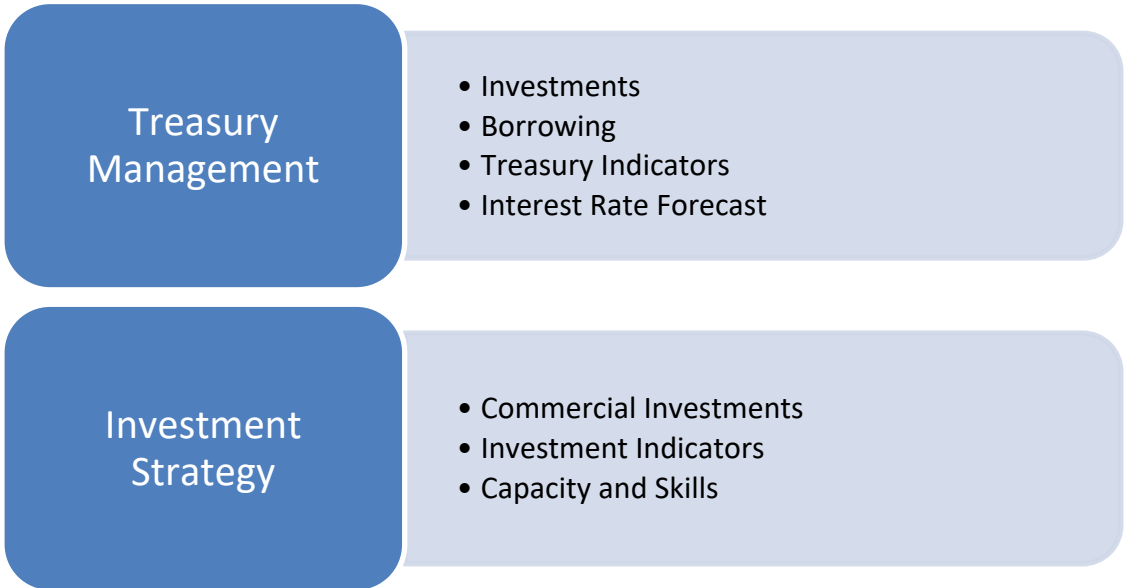 Treasury
Management
• Investments
• Borrowing
• Treasury Indicators
• Interest Rate Forecast
Investment
Strategy
• Commercial Investments
• Investment Indicators
• Capacity and Skills